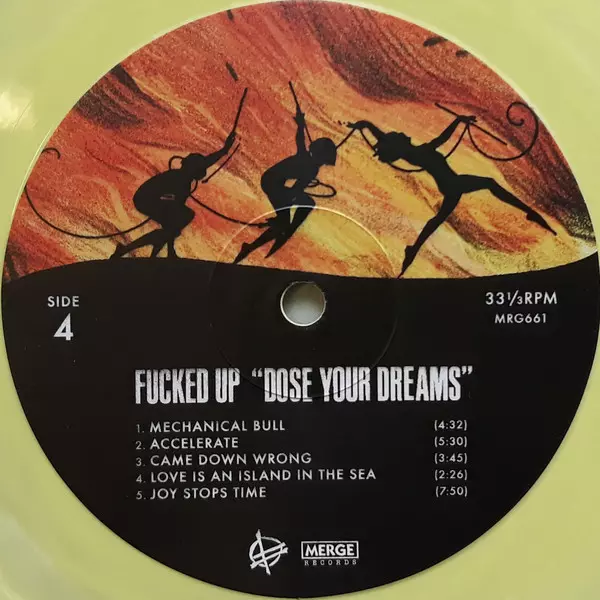 SIDE
4
33⅓RPM
MRG661
FUCKED UP "DOSE YOUR DREAMS"
1. MECHANICAL BULL (4:32)
2. ACCELERATE (5:30)
3. CAME DOWN WRONG (3:45)
4. LOVE IS AN ISLAND IN THE SEA (2:26)
5. JOY STOPS TIME (7:50)
MERGE
RECORDS